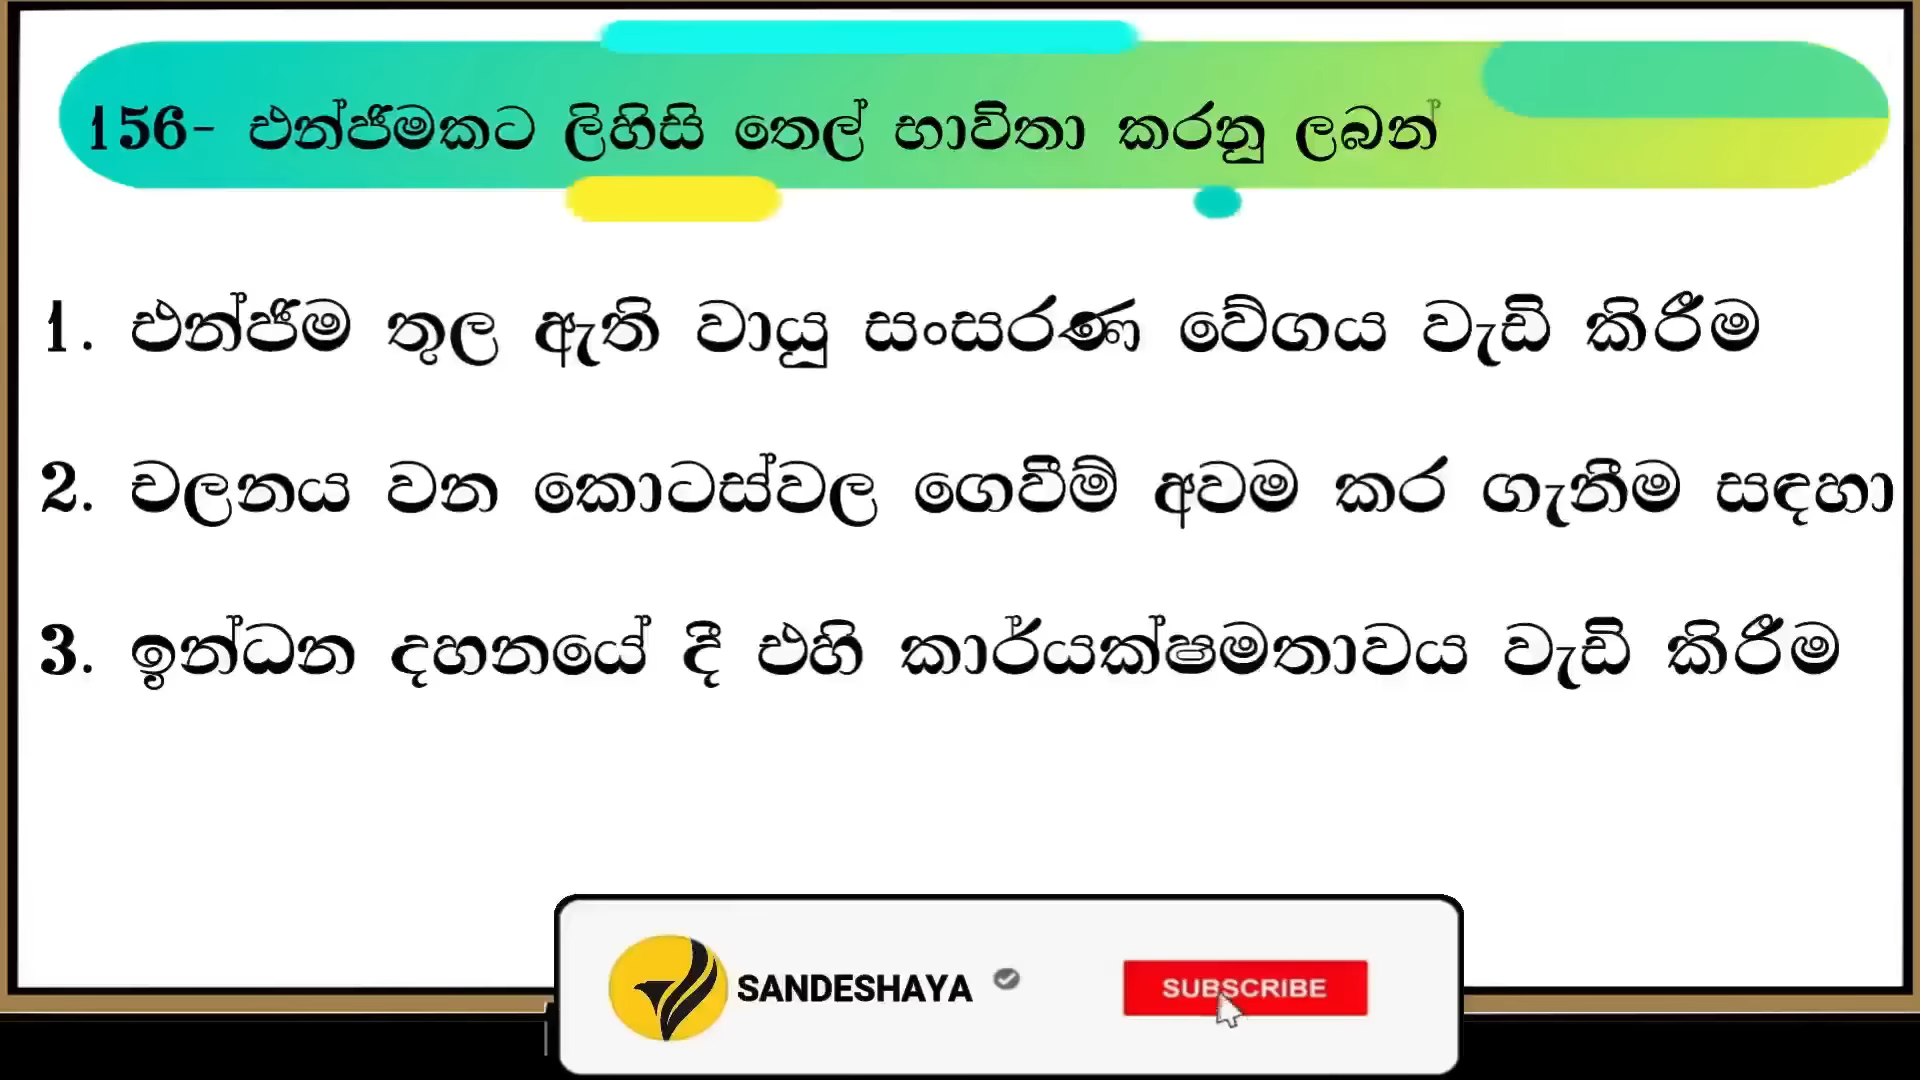 156- එන්ජිමකට ලිහිසි තෙල් භාවිතා කරනු ලබන්
1. එන්ජිම තුල ඇති වායු සංසරණ වේගය වැඩි කිරීම
2. චලනය වන කොටස්වල ගෙවීම් අවම කර ගැනීම සඳහා
3. ඉන්ධන දහනයේ දී එහි කාර්යක්ෂමතාවය වැඩි කිරීම
SANDESHAYA
SUBSCRIBE